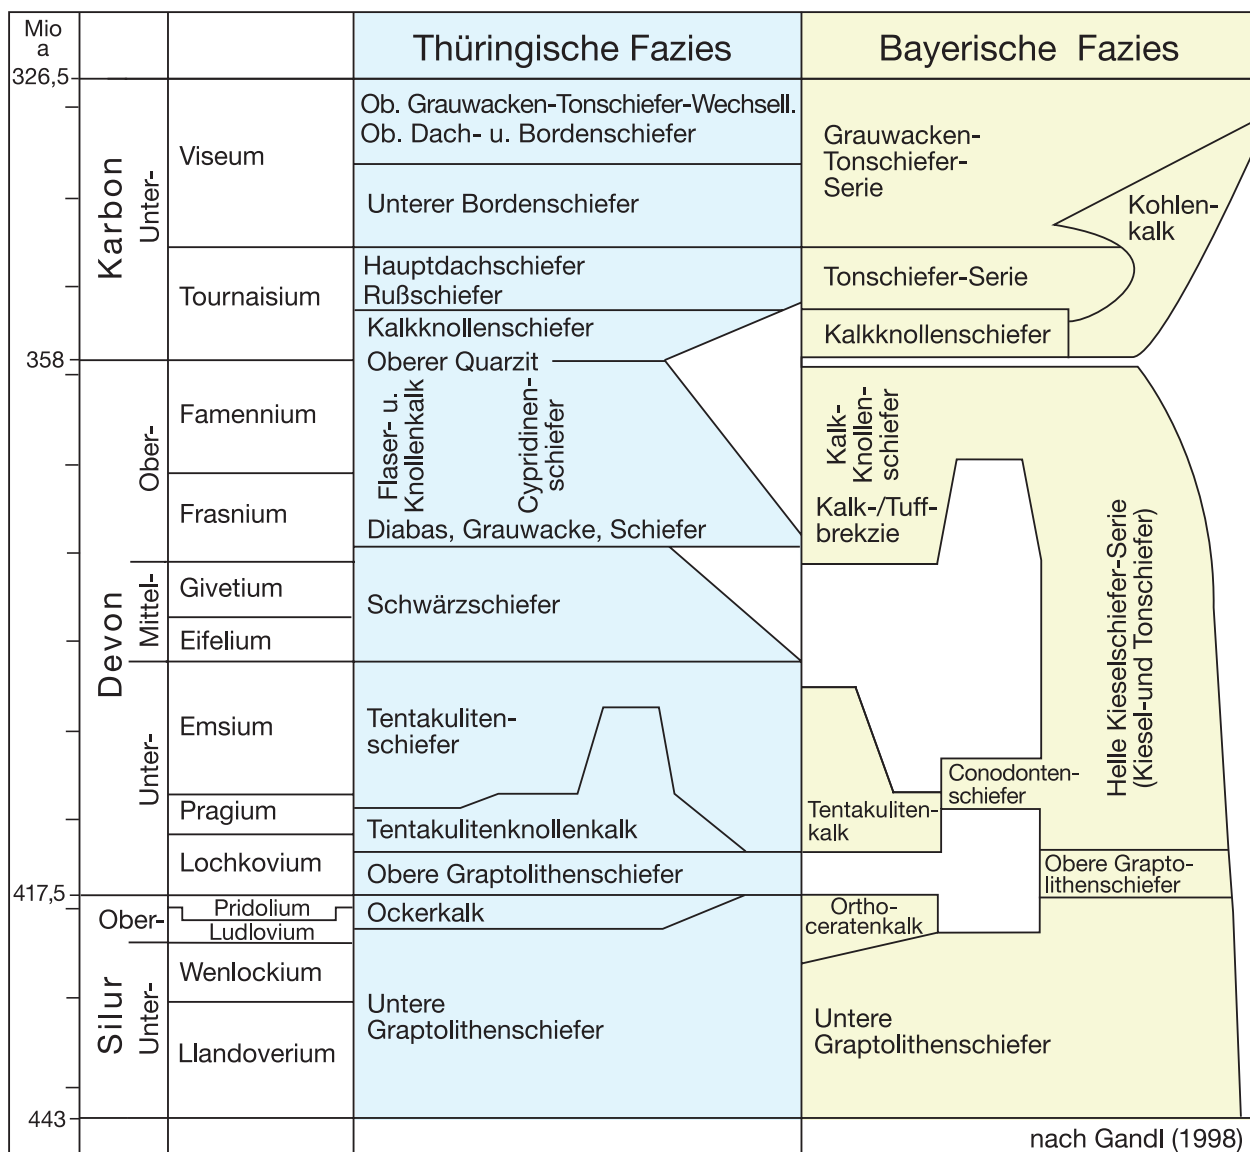 Mio
a
Thüringische Fazies
Bayerische Fazies
326,5
358
417,5
443
Karbon
Unter-
Viseum
Tournaisium
Devon
Ober-
Famennium
Frasnium
Mittel-
Givetium
Eifelium
Unter-
Emsium
Pragium
Lochkovium
Silur
Ober-
Pridolium
Ludlovium
Unter-
Wenlockium
Llandoverium
Ob. Grauwacken-Tonschiefer-Wechsell.
Ob. Dach- u. Bordenschiefer
Unterer Bordenschiefer
Hauptdachschiefer
Rußschiefer
Kalkknollenschiefer
Oberer Quarzit
Flaser- u.
Knollenkalk
Cypridinen-
schiefer
Diabas, Grauwacke, Schiefer
Schwärzschiefer
Tentakuliten-
schiefer
Tentakulitenknollenkalk
Obere Graptolithenschiefer
Ockerkalk
Untere
Graptolithenschiefer
Grauwacken-
Tonschiefer-
Serie
Kohlen-
kalk
Tonschiefer-Serie
Kalkknollenschiefer
Kalk-
Knollen-
schiefer
Kalk-/Tuff-
brekzie
Helle Kieselschiefer-Serie
(Kiesel-und Tonschiefer)
Conodonten-
schiefer
Tentakuliten-
kalk
Obere Grapto-
lithenschiefer
Ortho-
ceratenkalk
Untere
Graptolithenschiefer
nach Gandl (1998)